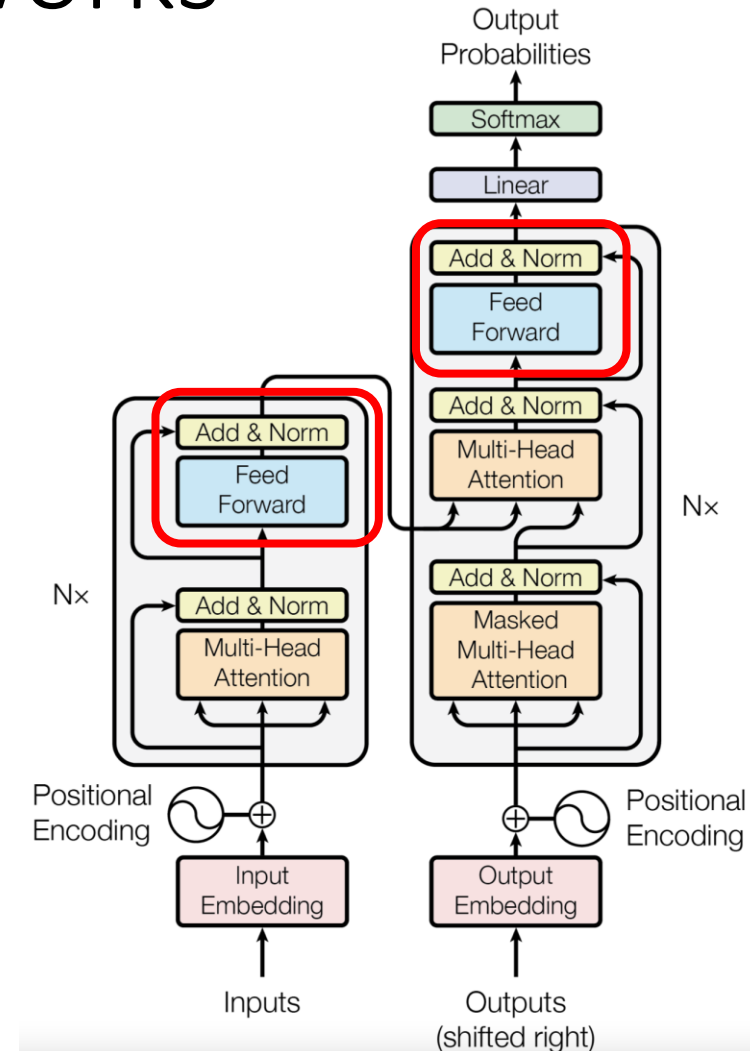 Output
Probabilities
Softmax
Linear
Add & Norm
Feed
Forward
Add & Norm
Multi-Head
Attention
Nx
Add & Norm
Masked
Multi-Head
Attention
Add & Norm
Feed
Forward
Nx
Add & Norm
Multi-Head
Attention
Positional
Encoding
Positional
Encoding
Input
Embedding
Output
Embedding
Inputs
Outputs
(shifted right)